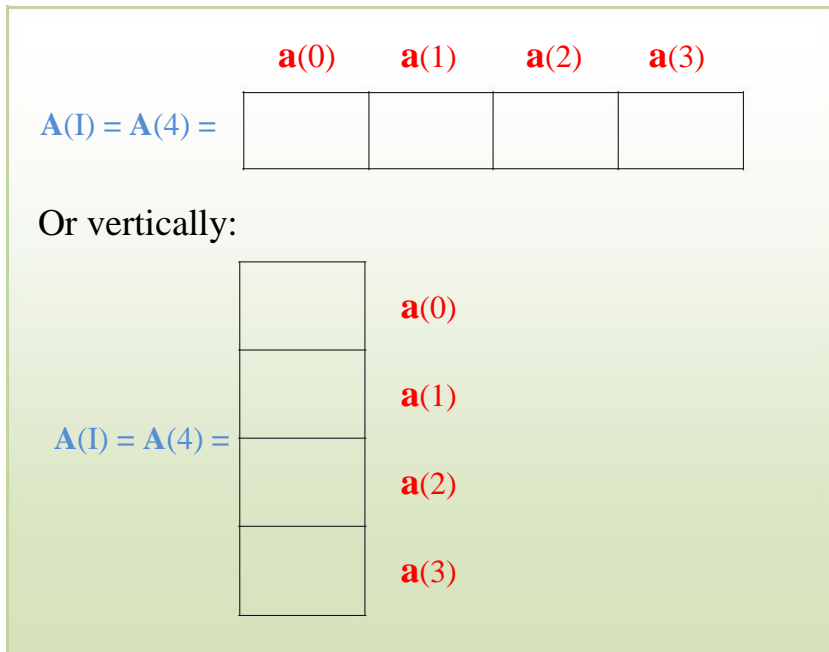 a(0) a(1) a(2) a(3)
A(I) = A(4) =
Or vertically:
a(0)
a(1)
A(I) = A(4) =
a(2)
a(3)